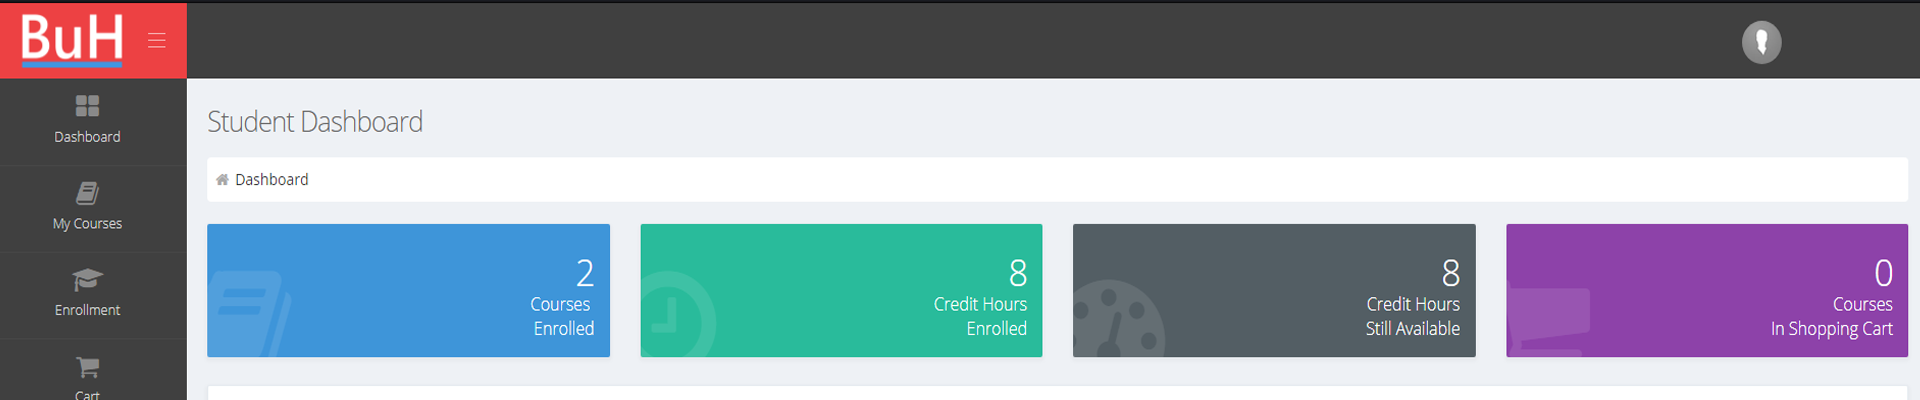 BuH
Dashboard
My Courses
Enrollment
Cart
Student Dashboard
Dashboard
2
Courses
Enrolled
8
Credit Hours
Enrolled
8
Credit Hours
Still Available
0
Courses
In Shopping Cart